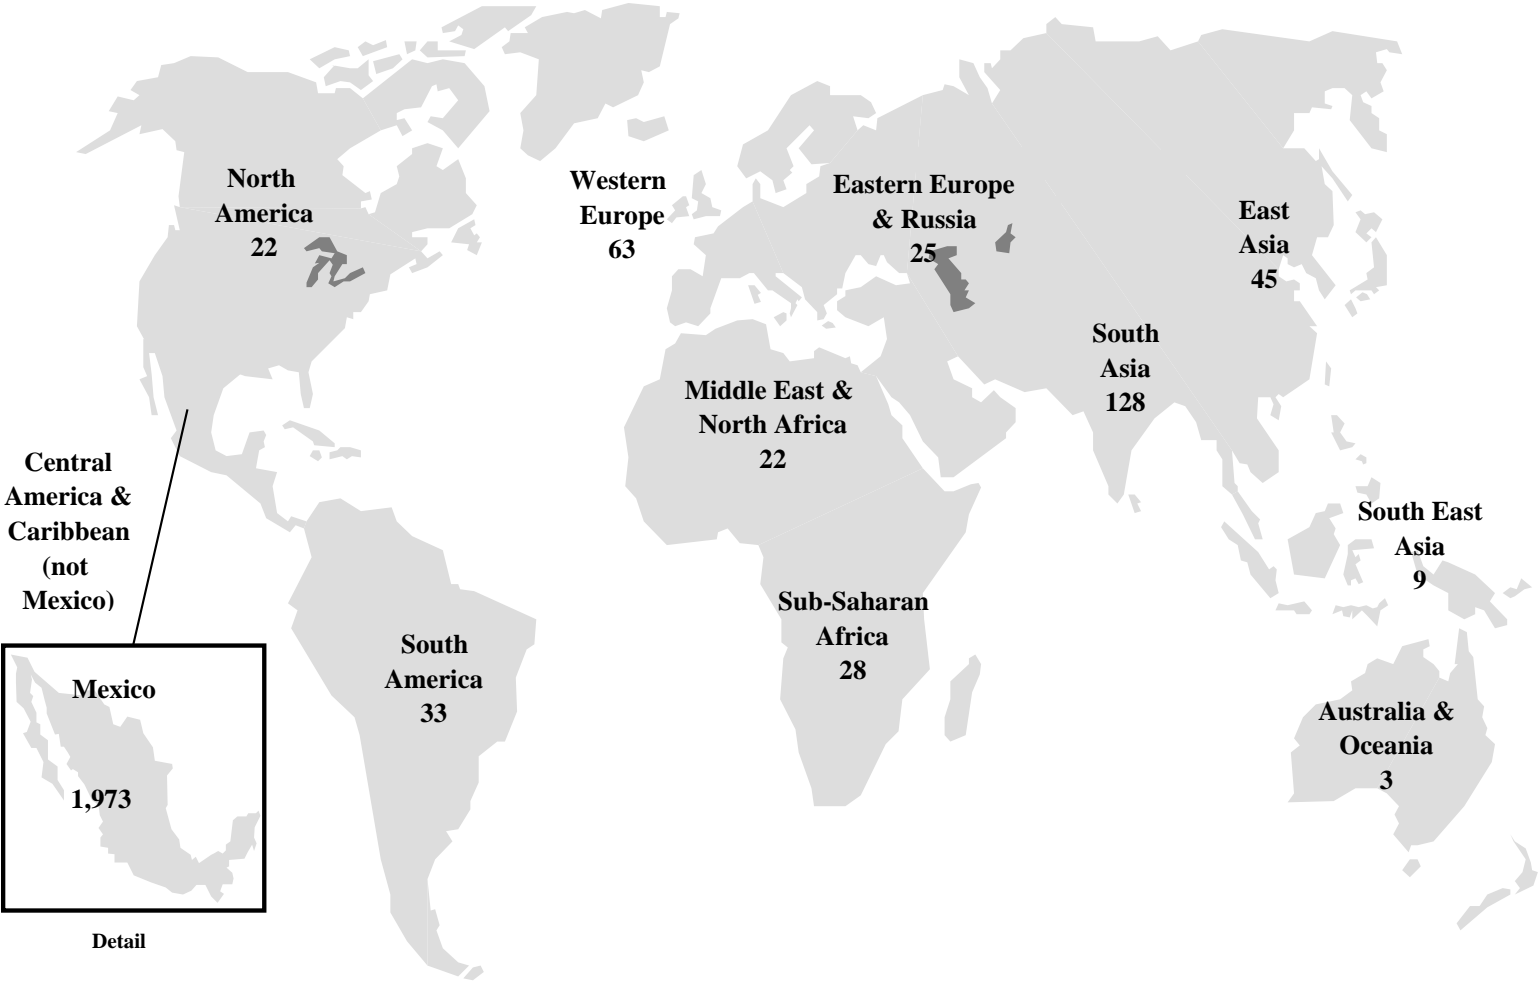 North
America
22
Western
Europe
63
Eastern Europe
& Russia
25
East
Asia
45
South
Asia
128
Middle East &
North Africa
22
Central
America &
Caribbean
(not
Mexico)
South East
Asia
9
Sub-Saharan
Africa
28
South
America
33
Mexico
1,973
Australia &
Oceania
3
Detail